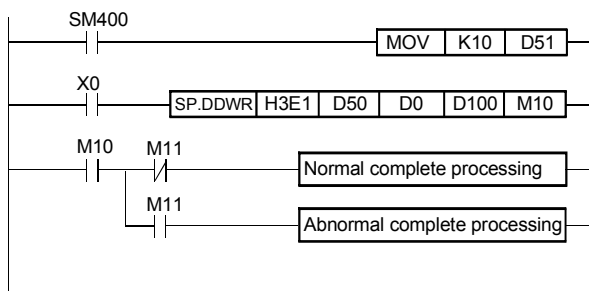 SM400
MOV K10 D51
X0
SP.DDWR H3E1 D50 D0 D100 M10
M10 M11
Normal complete processing
M11
Abnormal complete processing